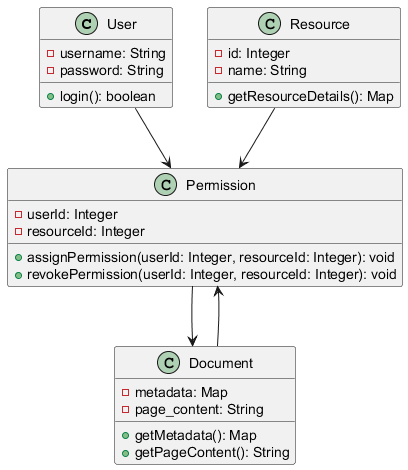 C User
username: String
password: String
login(): boolean
C Resource
id: Integer
name: String
getResourceDetails(): Map
C Permission
userId: Integer
resourceId: Integer
assignPermission(userId: Integer, resourceId: Integer): void
revokePermission(userId: Integer, resourceId: Integer): void
C Document
metadata: Map
page_content: String
getMetadata(): Map
getPageContent(): String